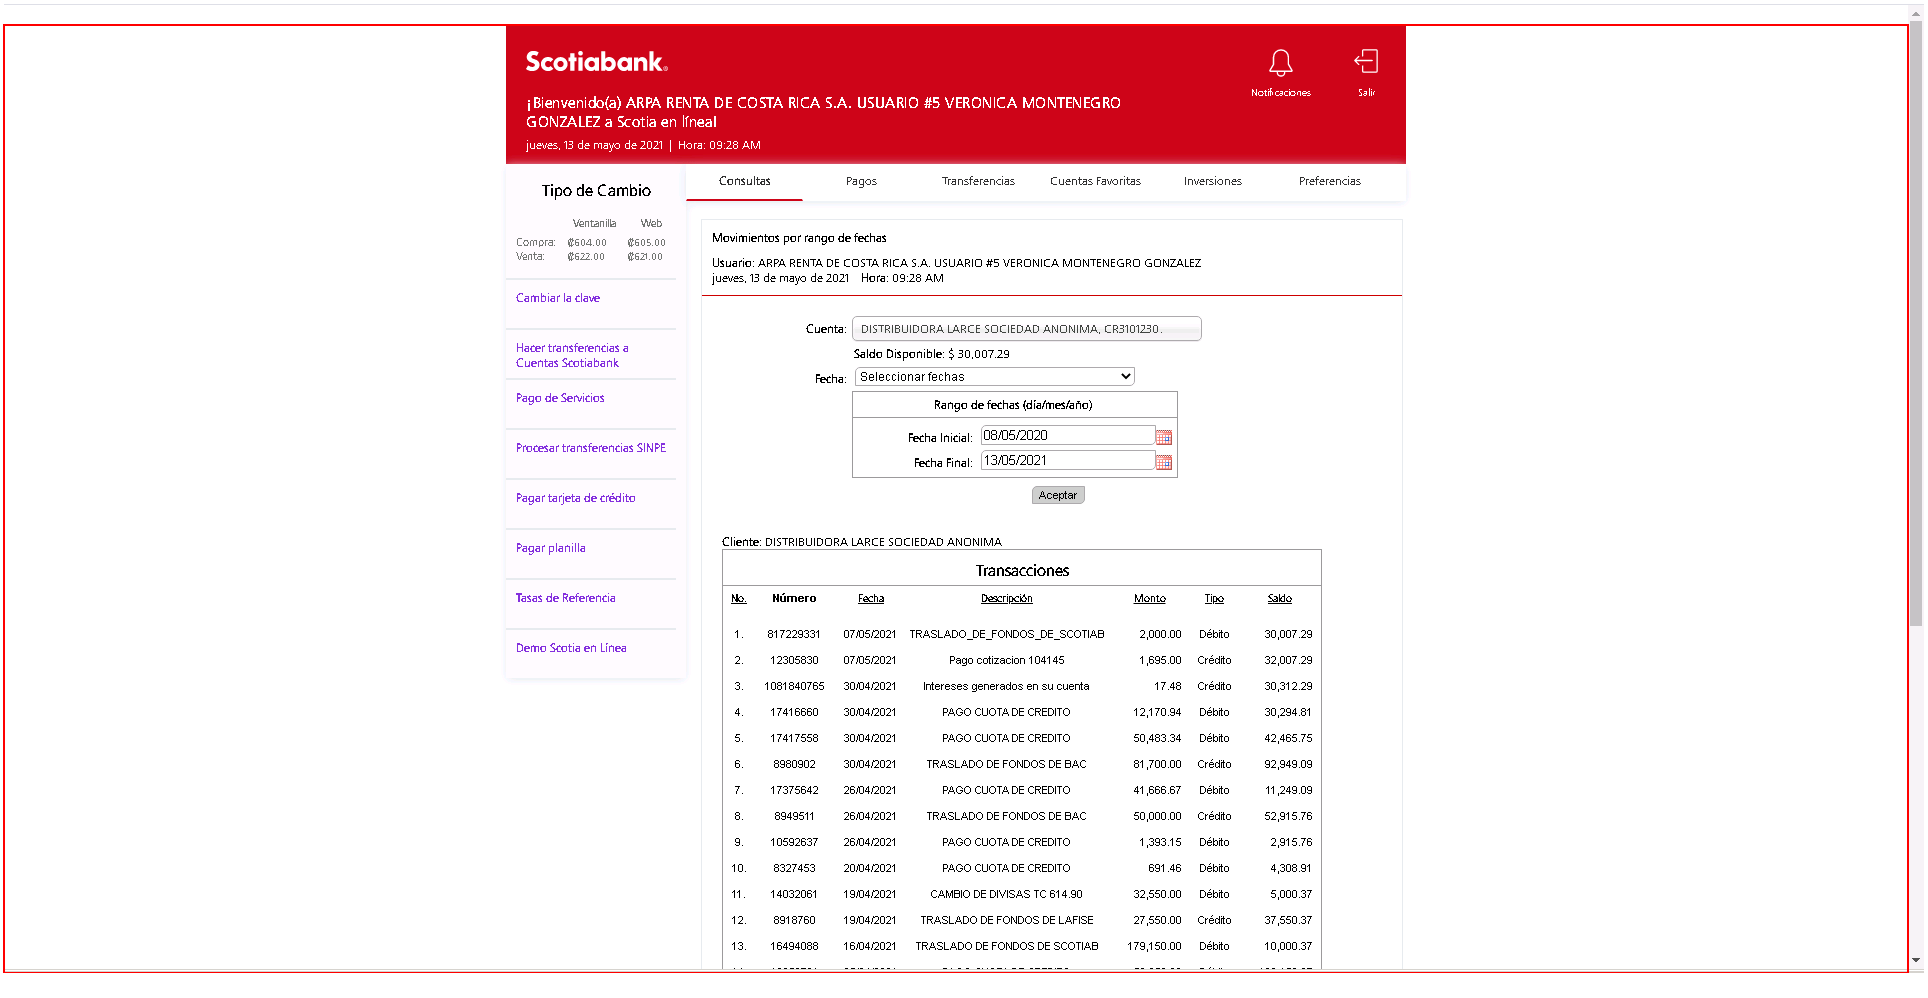 Scotiabank
Notificaciones
Salir
¡Bienvenido(a) ARPA RENTA DE COSTA RICA S.A. USUARIO #5 VERONICA MONTENEGRO
GONZALEZ a Scotia en línea!
jueves, 13 de mayo de 2021 | Hora: 09:28 AM
Tipo de Cambio
Ventanilla Web
Compra: ₡604.00 ₡605.00
Venta: ₡622.00 ₡621.00
Cambiar la clave
Hacer transferencias a
Cuentas Scotiabank
Pago de Servicios
Procesar transferencias SINPE
Pagar tarjeta de crédito
Pagar planilla
Tasas de Referencia
Demo Scotia en Línea
Consultas Pagos Transferencias Cuentas Favoritas Inversiones Preferencias
Movimientos por rango de fechas
Usuario: ARPA RENTA DE COSTA RICA S.A. USUARIO #5 VERONICA MONTENEGRO GONZALEZ
jueves, 13 de mayo de 2021 Hora: 09:28 AM
Cuenta: DISTRIBUIDORA LARCE SOCIEDAD ANONIMA, CR3101230.
Saldo Disponible: $ 30,007.29
Fecha: Seleccionar fechas
Rango de fechas (día/mes/año)
Fecha Inicial: 08/05/2020
Fecha Final: 13/05/2021
Aceptar
Cliente: DISTRIBUIDORA LARCE SOCIEDAD ANONIMA
Transacciones
No. Número Fecha Descripción Monto Tipo Saldo
1. 817229331 07/05/2021 TRASLADO_DE_FONDOS_DE_SCOTIAB 2,000.00 Débito 30,007.29
2. 12305830 07/05/2021 Pago cotizacion 104145 1,695.00 Crédito 32,007.29
3. 1081840765 30/04/2021 Intereses generados en su cuenta 17.48 Crédito 30,312.29
4. 17416660 30/04/2021 PAGO CUOTA DE CREDITO 12,170.94 Débito 30,294.81
5. 17417558 30/04/2021 PAGO CUOTA DE CREDITO 50,483.34 Débito 42,465.75
6. 8980902 30/04/2021 TRASLADO DE FONDOS DE BAC 81,700.00 Crédito 92,949.09
7. 17375642 26/04/2021 PAGO CUOTA DE CREDITO 41,666.67 Débito 11,249.09
8. 8949511 26/04/2021 TRASLADO DE FONDOS DE BAC 50,000.00 Crédito 52,915.76
9. 10592637 26/04/2021 PAGO CUOTA DE CREDITO 1,393.15 Débito 2,915.76
10. 8327453 20/04/2021 PAGO CUOTA DE CREDITO 691.46 Débito 4,308.91
11. 14032061 19/04/2021 CAMBIO DE DIVISAS TC 614.90 32,550.00 Débito 5,000.37
12. 8918760 19/04/2021 TRASLADO DE FONDOS DE LAFISE 27,550.00 Crédito 37,550.37
13. 16494088 16/04/2021 TRASLADO DE FONDOS DE SCOTIAB 179,150.00 Débito 10,000.37